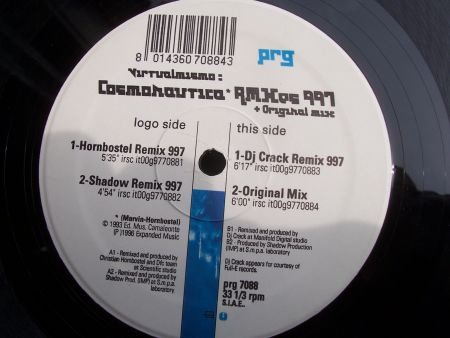 8 014360 708843
prg
Virtualismo:
Cosmonautica* RMXes 997
+ Original mix
logo side
this side
1-Hornbostel Remix 997
5'35" irsc it00g9770881
2-Shadow Remix 997
4'54" irsc it00g9770882
1-Dj Crack Remix 997
6'17" irsc it00g9770883
2-Original Mix
6'00" irsc it00g9770884
* (Marvin-Hornbostel)
© 1993 Ed. Mus. Camaleonte
(P)1996 Expanded Music
A1 - Remixed and produced by
Christian Hornbostel and Dfc team
at Scientific studio
A2 - Remixed and produced by
Shadow Prod. (IMP) at S.m.p.a.
laboratory
B1 - Remixed and produced by
Dj Crack at Manifold Digital studio
B2 - Produced by Shadow Production
(IMP) at S.m.p.a. laboratory
Dj Crack appears for courtesy of
Full-E records.
prg 7088
33 1/3 rpm
S.I.A.E..